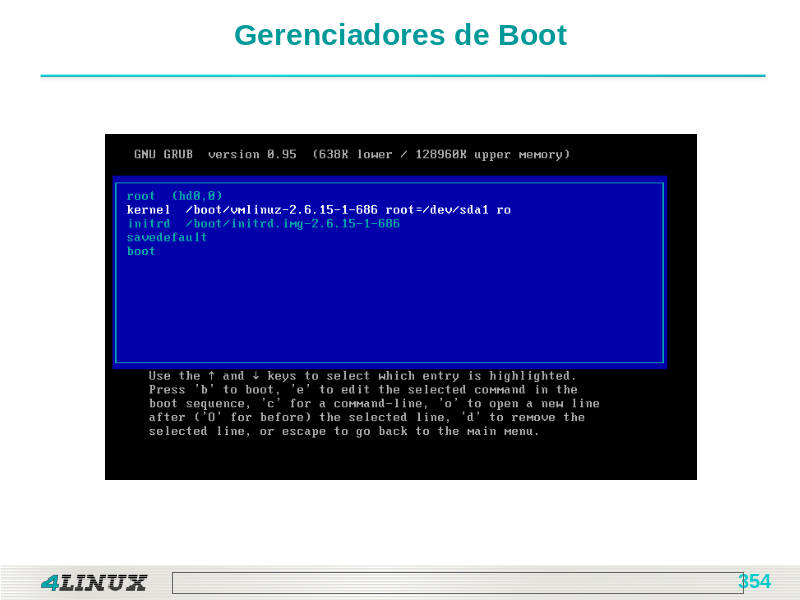 Gerenciadores de Boot
GNU GRUB  version 0.95  (638K lower / 128960K upper memory)
root  (hd0,0)
kernel  /boot/vmlinuz-2.6.15-1-686 root=/dev/sda1 ro
initrd  /boot/initrd.img-2.6.15-1-686
savedefault
boot
Use the ↑ and ↓ keys to select which entry is highlighted.
Press 'b' to boot, 'e' to edit the selected command in the
boot sequence, 'c' for a command-line, 'o' to open a new line
after ('O' for before) the selected line, 'd' to remove the
selected line, or escape to go back to the main menu.
4LINUX
354